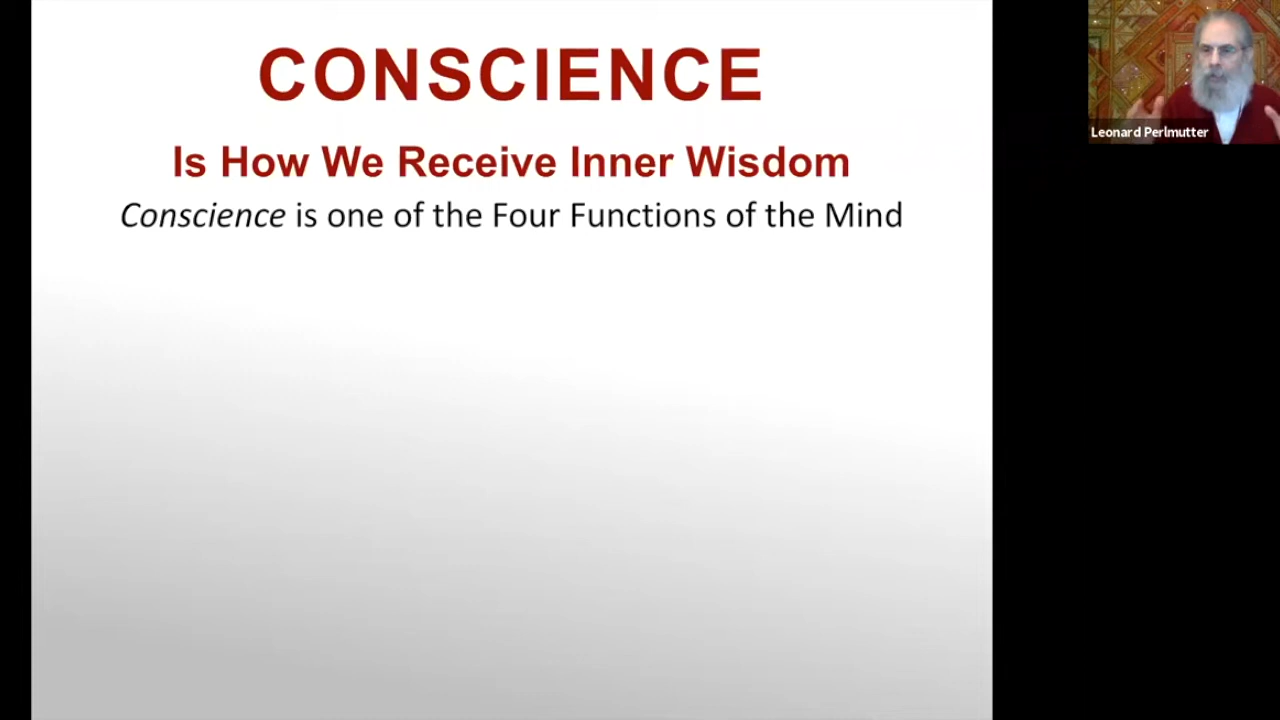 CONSCIENCE
Is How We Receive Inner Wisdom
Conscience is one of the Four Functions of the Mind
Leonard Perlmutter